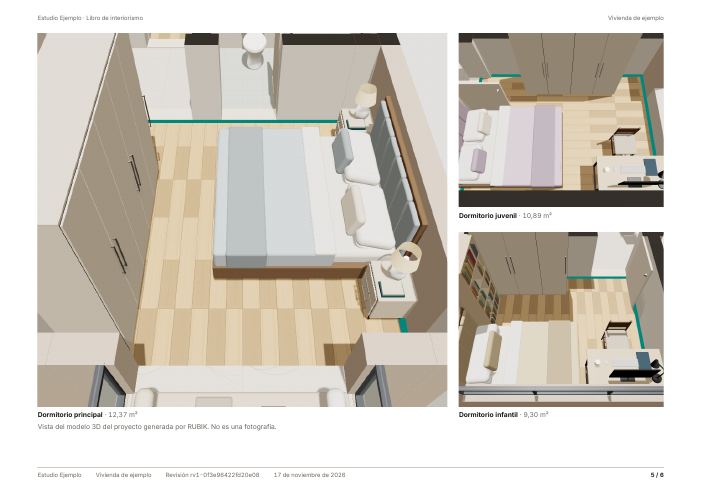 Estudio Ejemplo · Libro de interiorismo
Vivienda de ejemplo
Dormitorio juvenil · 10,89 m²
Dormitorio principal · 12,37 m²
Dormitorio infantil · 9,30 m²
Vista del modelo 3D del proyecto generada por RUBIK. No es una fotografía.
Estudio Ejemplo Vivienda de ejemplo Revisión rv1-0f3e96422fd20e08 17 de noviembre de 2026 5 / 6